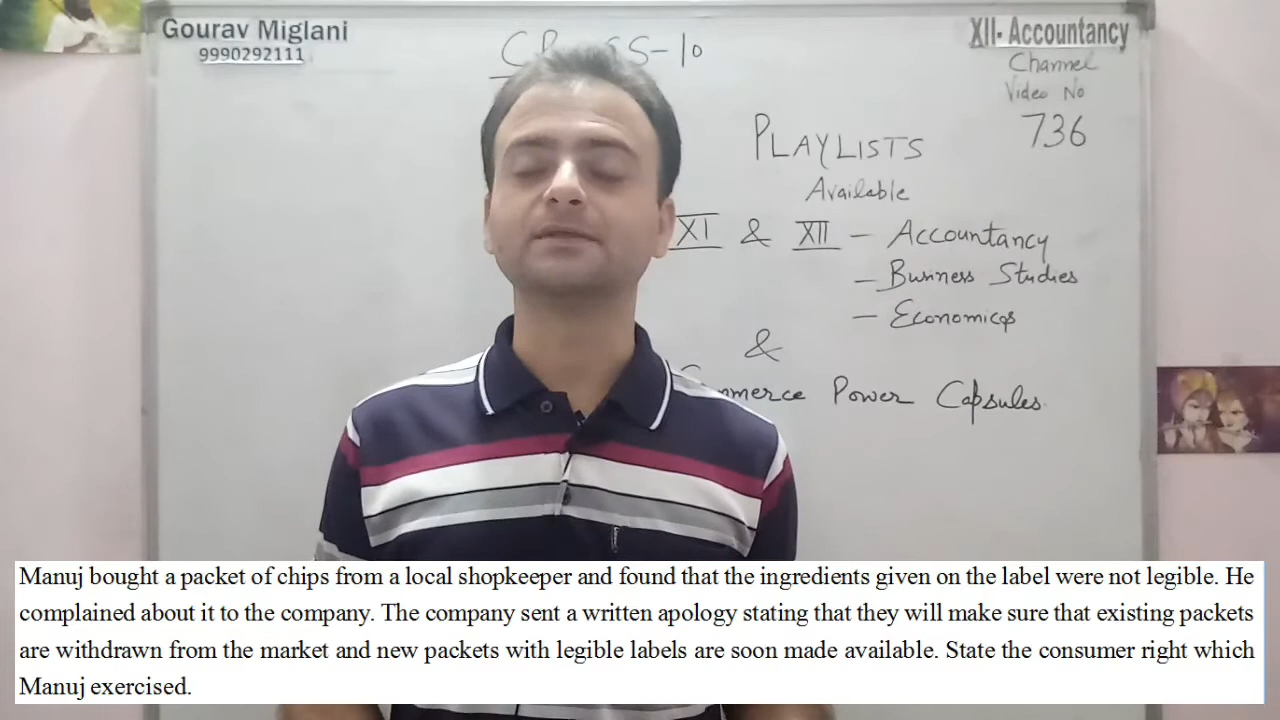 Gourav Miglani
9990292111
XII- Accountancy
Channel
Video No
736
PLAYLISTS
Available
XI & XII – Accountancy
– Business Studies
– Economics
&
Power Capsules
Manuj bought a packet of chips from a local shopkeeper and found that the ingredients given on the label were not legible. He
complained about it to the company. The company sent a written apology stating that they will make sure that existing packets
are withdrawn from the market and new packets with legible labels are soon made available. State the consumer right which
Manuj exercised.